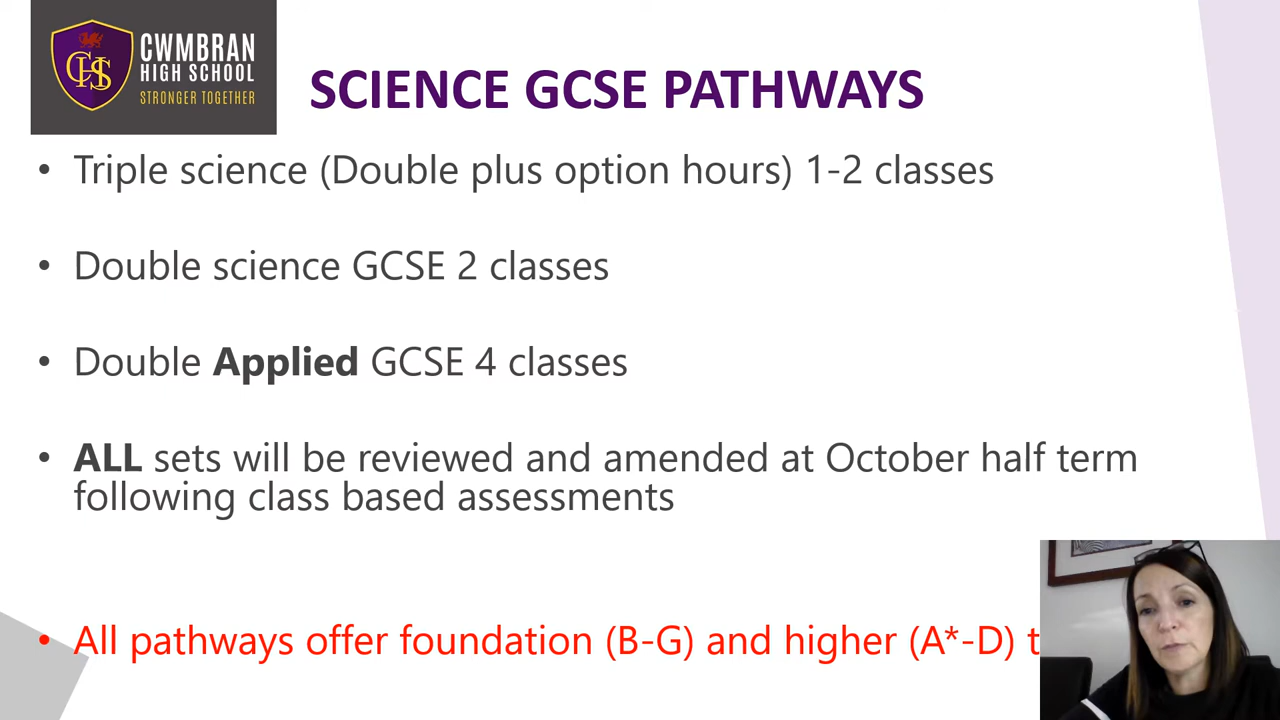 CWMBRAN
HIGH SCHOOL
STRONGER TOGETHER
SCIENCE GCSE PATHWAYS
• Triple science (Double plus option hours) 1-2 classes
• Double science GCSE 2 classes
• Double Applied GCSE 4 classes
• ALL sets will be reviewed and amended at October half term
following class based assessments
• All pathways offer foundation (B-G) and higher (A*-D)